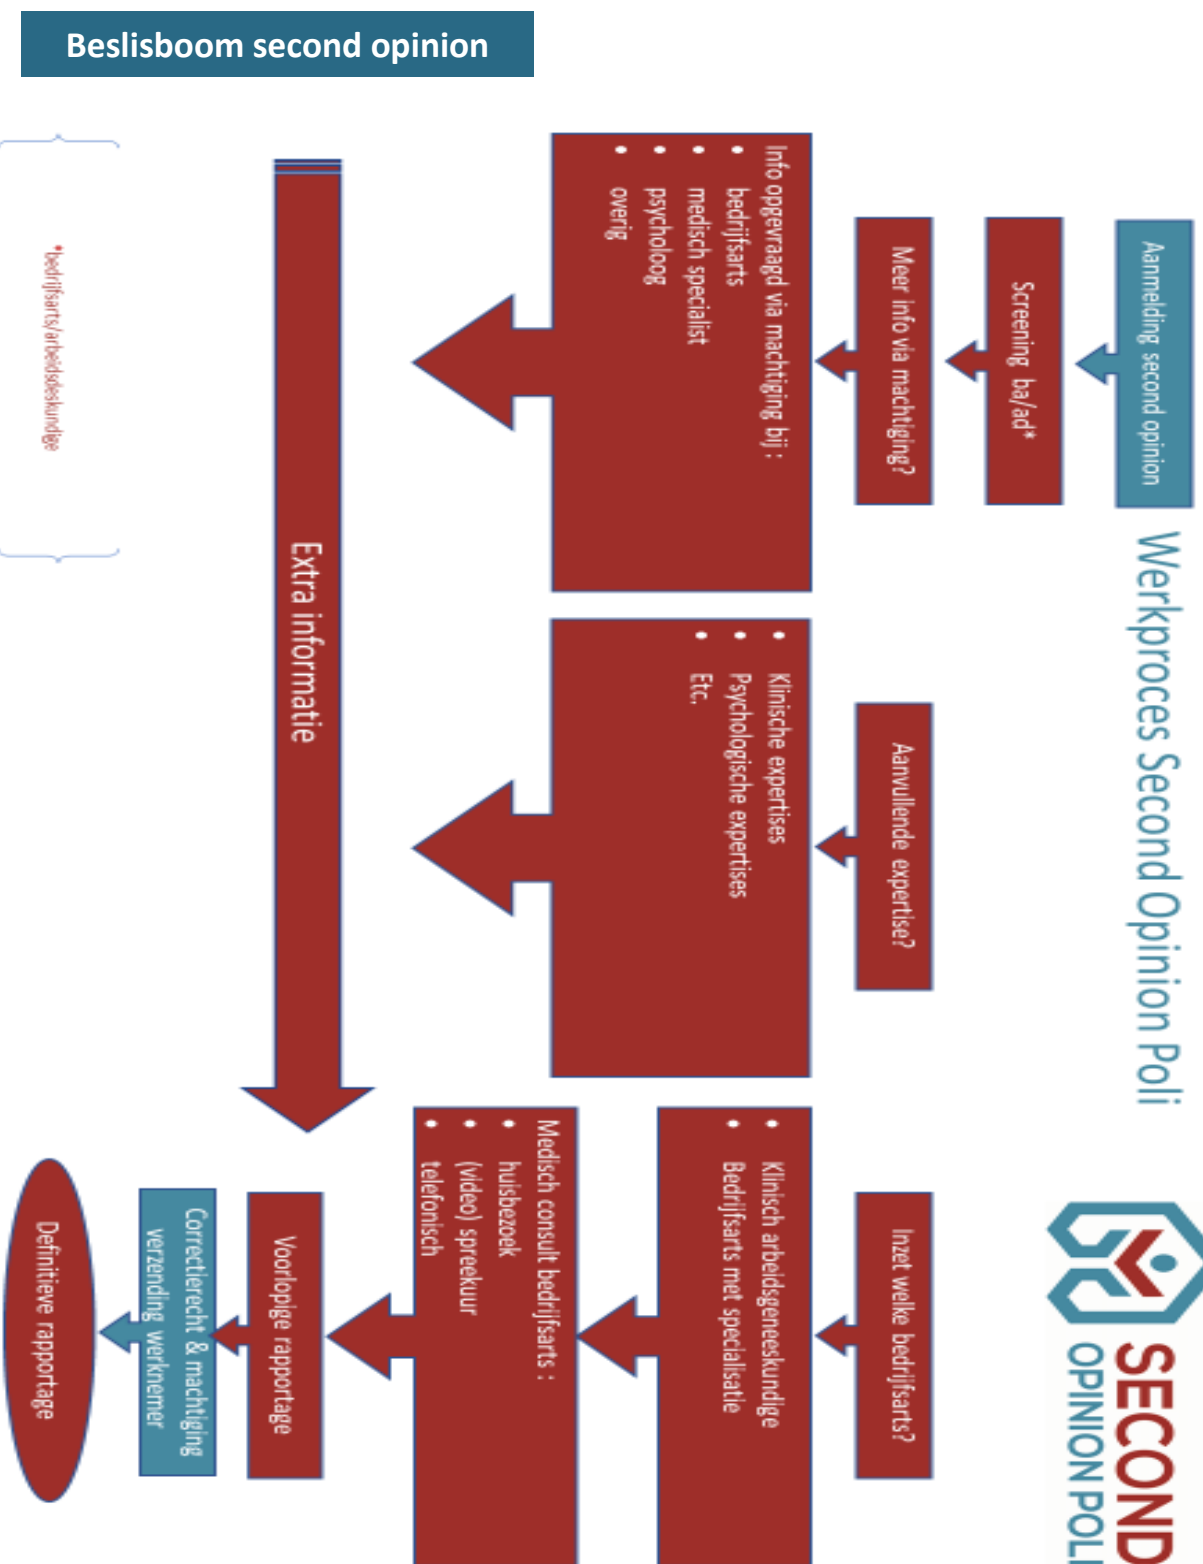 Beslisboom second opinion
Werkproces Second Opinion Poli
SECOND
OPINION POLI
Aanmelding second opinion
Screening ba/ad*
Meer info via machtiging?
Info opgevraagd via machtiging bij :
• bedrijfsarts
• medisch specialist
• psycholoog
• overig
Aanvullende expertise?
• Klinische expertises
• Psychologische expertises
• Etc.
Inzet welke bedrijfsarts?
• Klinisch arbeidsgeneeskundige
• Bedrijfsarts met specialisatie
Medisch consult bedrijfsarts :
• huisbezoek
• (video) spreekuur
• telefonisch
Extra informatie
Voorlopige rapportage
Correctierecht & machtiging
verzending werknemer
Definitieve rapportage
*bedrijfsarts/arbeidsdeskundige